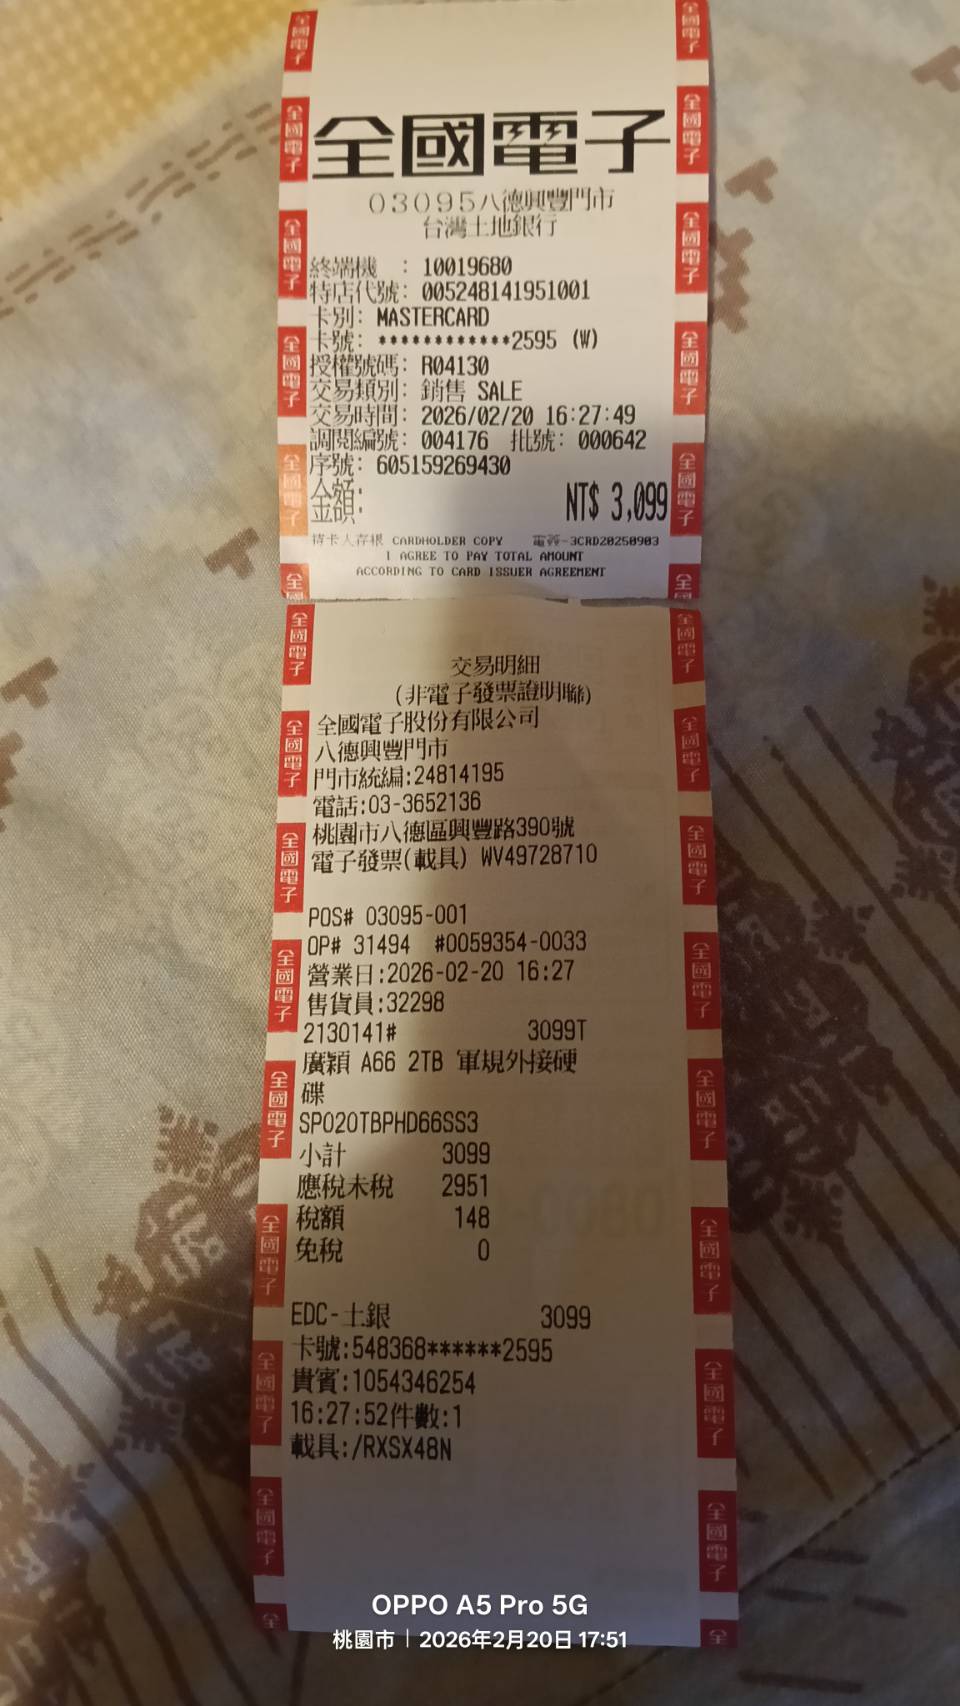 全國電子
03095八德興豐門市
台灣土地銀行
終端機 : 10019680
特店代號: 005248141951001
卡別: MASTERCARD
卡號: ************2595 (W)
授權號碼: R04130
交易類別: 銷售 SALE
交易時間: 2026/02/20 16:27:49
調閱編號: 004176 批號: 000642
序號: 605159269430
金額: NT$ 3,099
持卡人存根 CARDHOLDER COPY 電簽-3CRD20250903
I AGREE TO PAY TOTAL AMOUNT
ACCORDING TO CARD ISSUER AGREEMENT
交易明細
(非電子發票證明聯)
全國電子股份有限公司
八德興豐門市
門市統編:24814195
電話:03-3652136
桃園市八德區興豐路390號
電子發票(載具) WV49728710
POS# 03095-001
OP# 31494 #0059354-0033
營業日:2026-02-20 16:27
售貨員:32298
2130141# 3099T
廣穎 A66 2TB 軍規外接硬
碟
SP020TBPHD66SS3
小計 3099
應稅未稅 2951
稅額 148
免稅 0
EDC-土銀 3099
卡號:548368******2595
貴賓:1054346254
16:27:52件數:1
載具:/RXSX48N
OPPO A5 Pro 5G
桃園市｜2026年2月20日 17:51